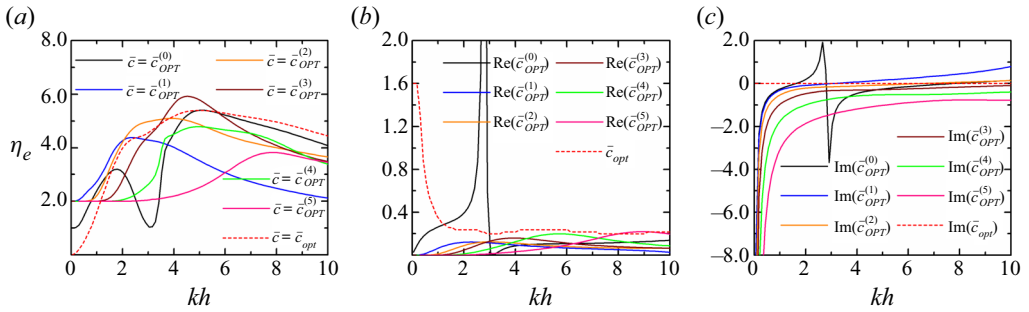 (a)
8.0
6.0
4.0
2.0
η_e
c̄ = c̄_OPT^(0)
c̄ = c̄_OPT^(1)
c̄ = c̄_OPT^(2)
c̄ = c̄_OPT^(3)
c̄ = c̄_OPT^(4)
c̄ = c̄_OPT^(5)
c̄ = c̄_opt
0 2 4 6 8 10
kh
(b)
2.0
1.6
1.2
0.8
0.4
Re(c̄_OPT^(0))
Re(c̄_OPT^(1))
Re(c̄_OPT^(2))
Re(c̄_OPT^(3))
Re(c̄_OPT^(4))
Re(c̄_OPT^(5))
c̄_opt
0 2 4 6 8 10
kh
(c)
2.0
0
−2.0
−4.0
−6.0
−8.0
Im(c̄_OPT^(3))
Im(c̄_OPT^(0)) Im(c̄_OPT^(4))
Im(c̄_OPT^(1)) Im(c̄_OPT^(5))
Im(c̄_OPT^(2)) Im(c̄_opt)
0 2 4 6 8 10
kh